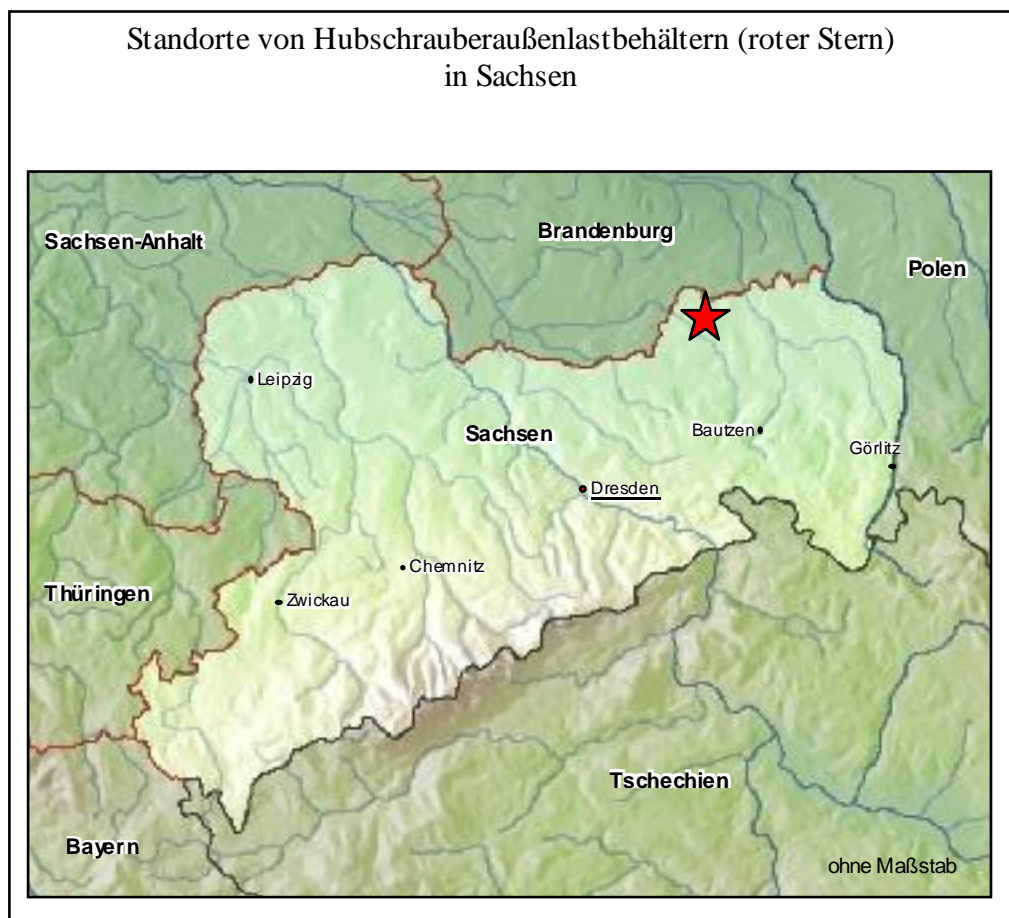 Standorte von Hubschrauberaußenlastbehältern (roter Stern)
in Sachsen
Sachsen-Anhalt
Brandenburg
Polen
Leipzig
Sachsen
Bautzen
Görlitz
Dresden
Chemnitz
Thüringen
Zwickau
Tschechien
Bayern
ohne Maßstab